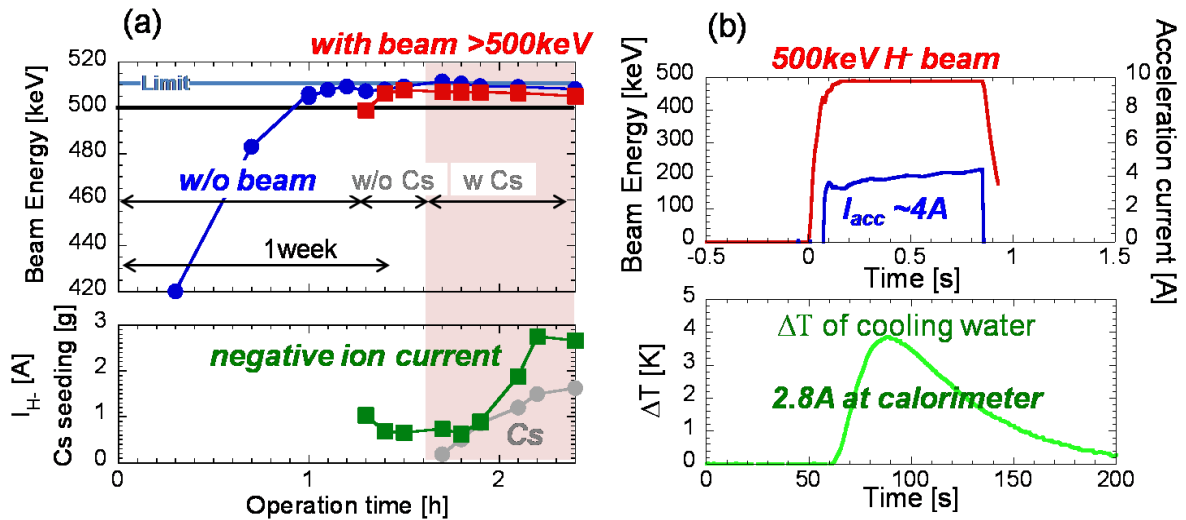 (a)
with beam >500keV
Beam Energy [keV]
520
500
480
460
440
420
Limit
w/o beam
w/o Cs
w Cs
1week
I_H- [A]
Cs seeding [g]
3
2
1
0
negative ion current
Cs
0
1
2
Operation time [h]
(b)
500keV H- beam
Beam Energy [keV]
500
400
300
200
100
0
Acceleration current [A]
10
8
6
4
2
0
I_acc ~4A
-0.5
0
0.5
1
1.5
Time [s]
ΔT [K]
5
4
3
2
1
0
ΔT of cooling water
2.8A at calorimeter
0
50
100
150
200
Time [s]